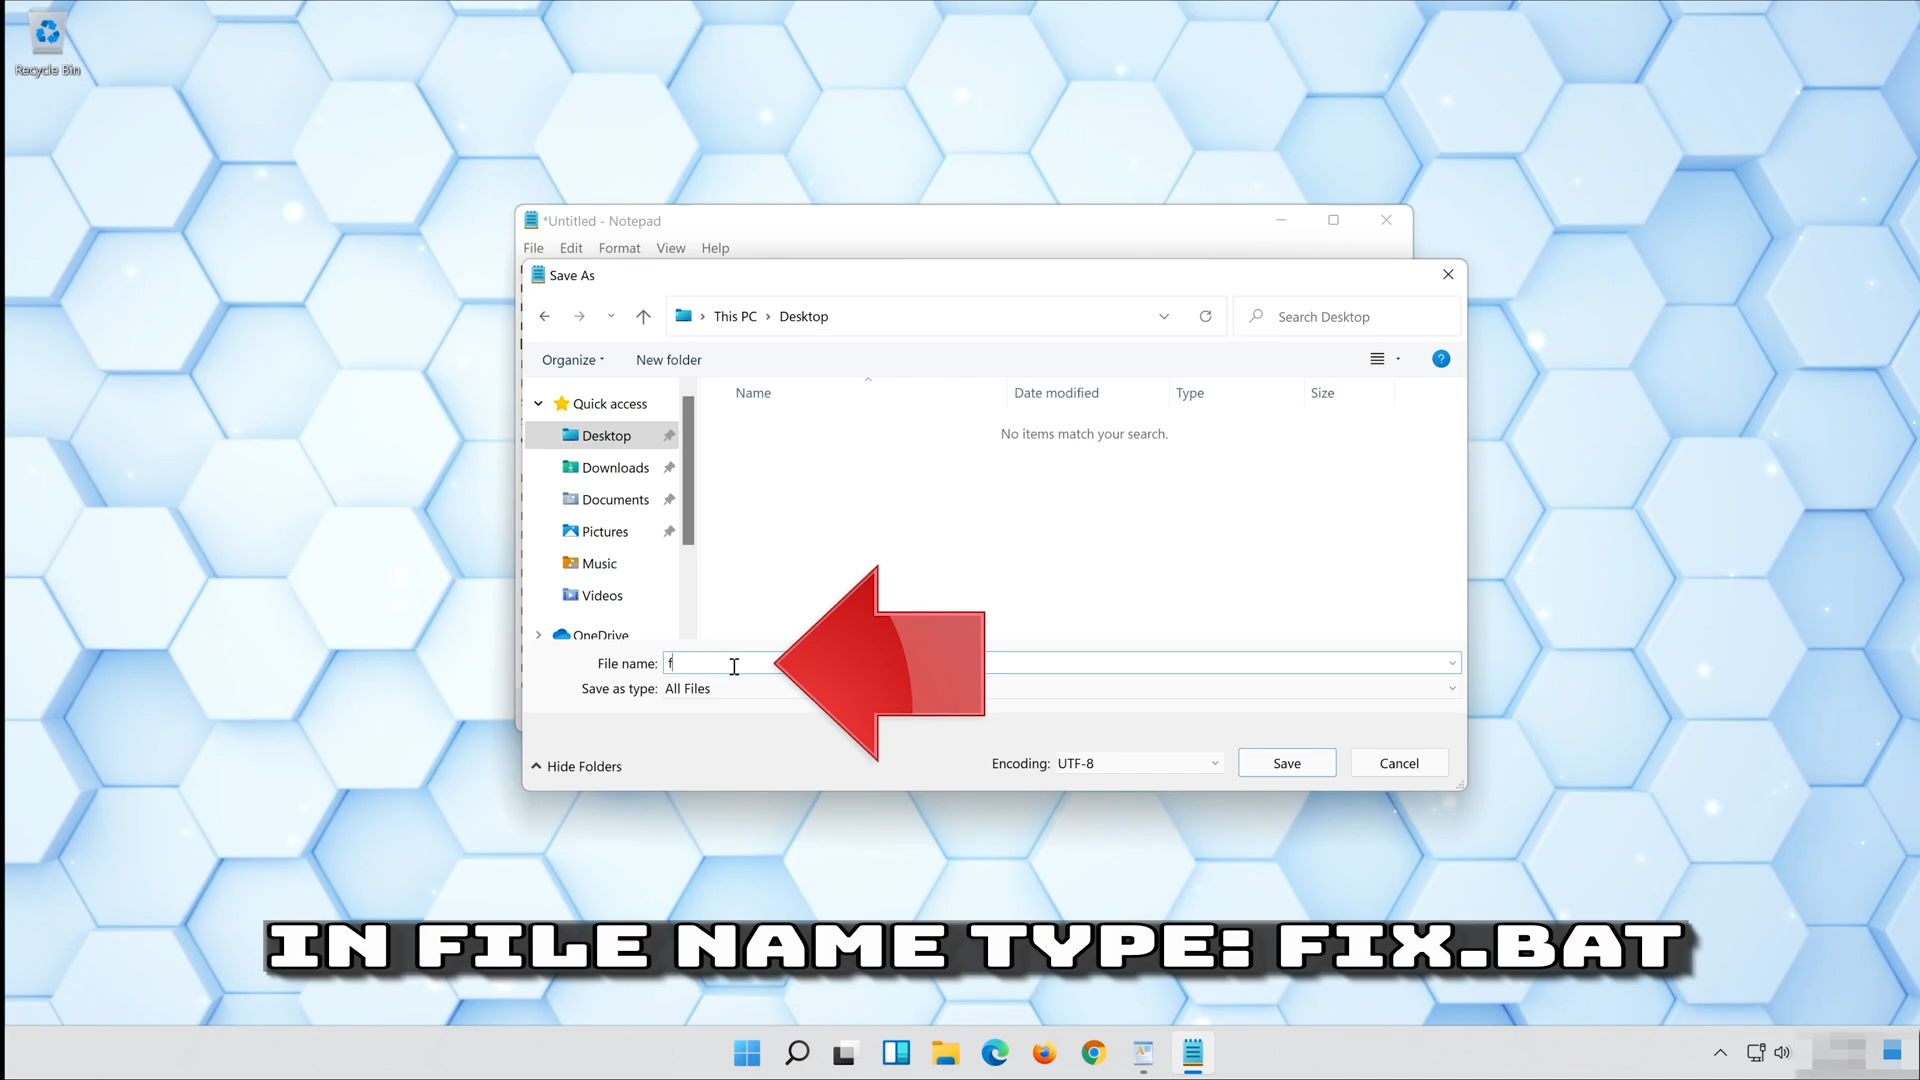 Recycle Bin
*Untitled - Notepad
File Edit Format View Help
Save As
This PC > Desktop
Search Desktop
Organize New folder
Name Date modified Type Size
No items match your search.
Quick access
Desktop
Downloads
Documents
Pictures
Music
Videos
OneDrive
File name: f
Save as type: All Files
Hide Folders
Encoding: UTF-8
Save
Cancel
IN FILE NAME TYPE: FIX.BAT